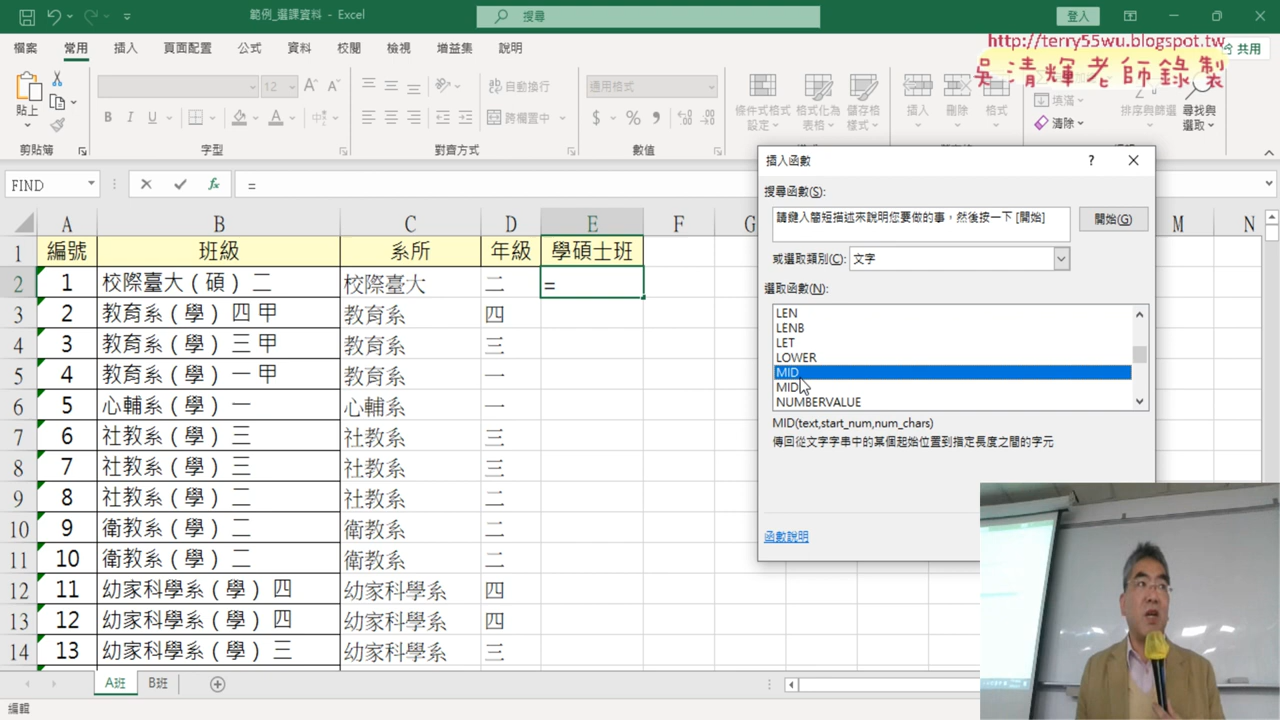 範例_選課資料 - Excel
搜尋
登入
http://terry55wu.blogspot.tw
吳清輝老師錄製
檔案 常用 插入 頁面配置 公式 資料 校閱 檢視 增益集 說明
共用
貼上
剪貼簿
12
B I U A
字型
自動換行
跨欄置中
對齊方式
通用格式
$ % ,
數值
條件式格式設定
格式化為表格
儲存格樣式
插入 刪除 格式
填滿
清除
排序與篩選
尋找與選取
FIND
fx
=
A B C D E F G M N
1 編號 班級 系所 年級 學碩士班
2 1 校際臺大(碩) 二 校際臺大 二 =
3 2 教育系(學) 四 甲 教育系 四
4 3 教育系(學) 三 甲 教育系 三
5 4 教育系(學) 一 甲 教育系 一
6 5 心輔系(學) 一 心輔系 一
7 6 社教系(學) 三 社教系 三
8 7 社教系(學) 三 社教系 三
9 8 社教系(學) 二 社教系 二
10 9 衛教系(學) 二 衛教系 二
11 10 衛教系(學) 二 衛教系 二
12 11 幼家科學系(學) 四 幼家科學系 四
13 12 幼家科學系(學) 四 幼家科學系 四
14 13 幼家科學系(學) 三 幼家科學系 三
插入函數
?
搜尋函數(S):
請鍵入簡短描述來說明您要做的事，然後按一下 [開始]
開始(G)
或選取類別(C): 文字
選取函數(N):
LEN
LENB
LET
LOWER
MID
MID
NUMBERVALUE
MID(text,start_num,num_chars)
傳回從文字字串中的某個起始位置到指定長度之間的字元
函數說明
A班 B班
編輯